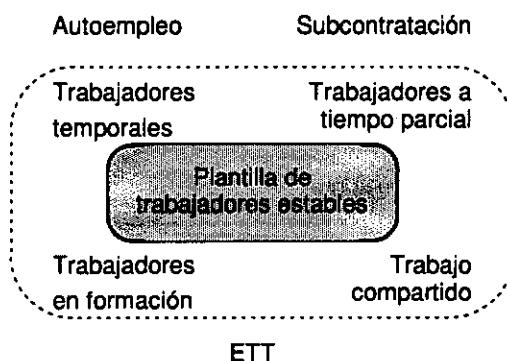 Autoempleo
Subcontratación
Trabajadores
temporales
Trabajadores a
tiempo parcial
Plantilla de
trabajadores estables
Trabajadores
en formación
Trabajo
compartido
ETT